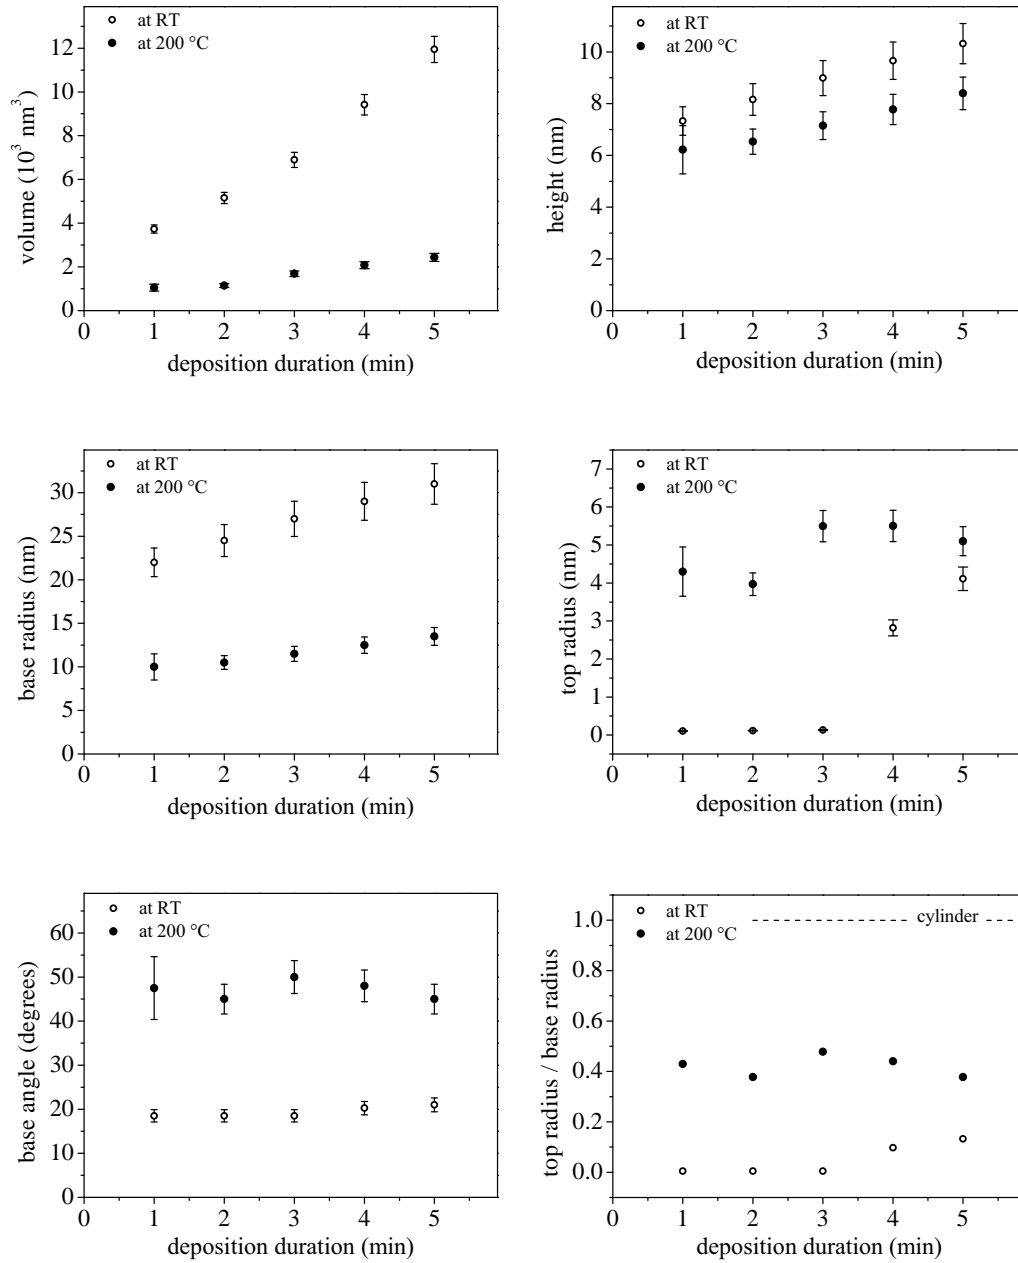 at RT
at 200 °C
12
10
8
6
4
2
0
0 1 2 3 4 5
volume (10³ nm³)
deposition duration (min)
at RT
at 200 °C
10
8
6
4
2
0
0 1 2 3 4 5
height (nm)
deposition duration (min)
at RT
at 200 °C
30
25
20
15
10
5
0
0 1 2 3 4 5
base radius (nm)
deposition duration (min)
at RT
at 200 °C
7
6
5
4
3
2
1
0
0 1 2 3 4 5
top radius (nm)
deposition duration (min)
at RT
at 200 °C
60
50
40
30
20
10
0
0 1 2 3 4 5
base angle (degrees)
deposition duration (min)
at RT
at 200 °C
cylinder
1.0
0.8
0.6
0.4
0.2
0.0
0 1 2 3 4 5
top radius / base radius
deposition duration (min)